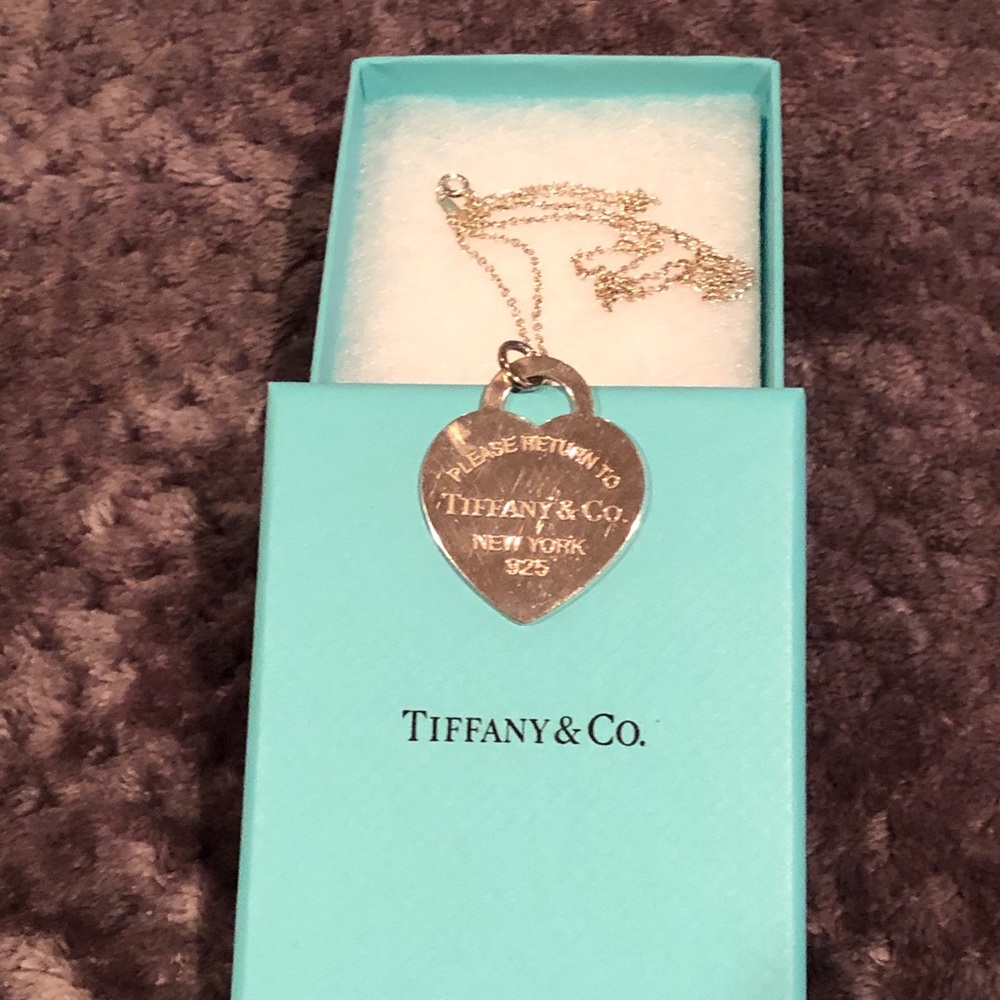 PLEASE RETURN TO
TIFFANY & CO.
NEW YORK
925
TIFFANY & CO.